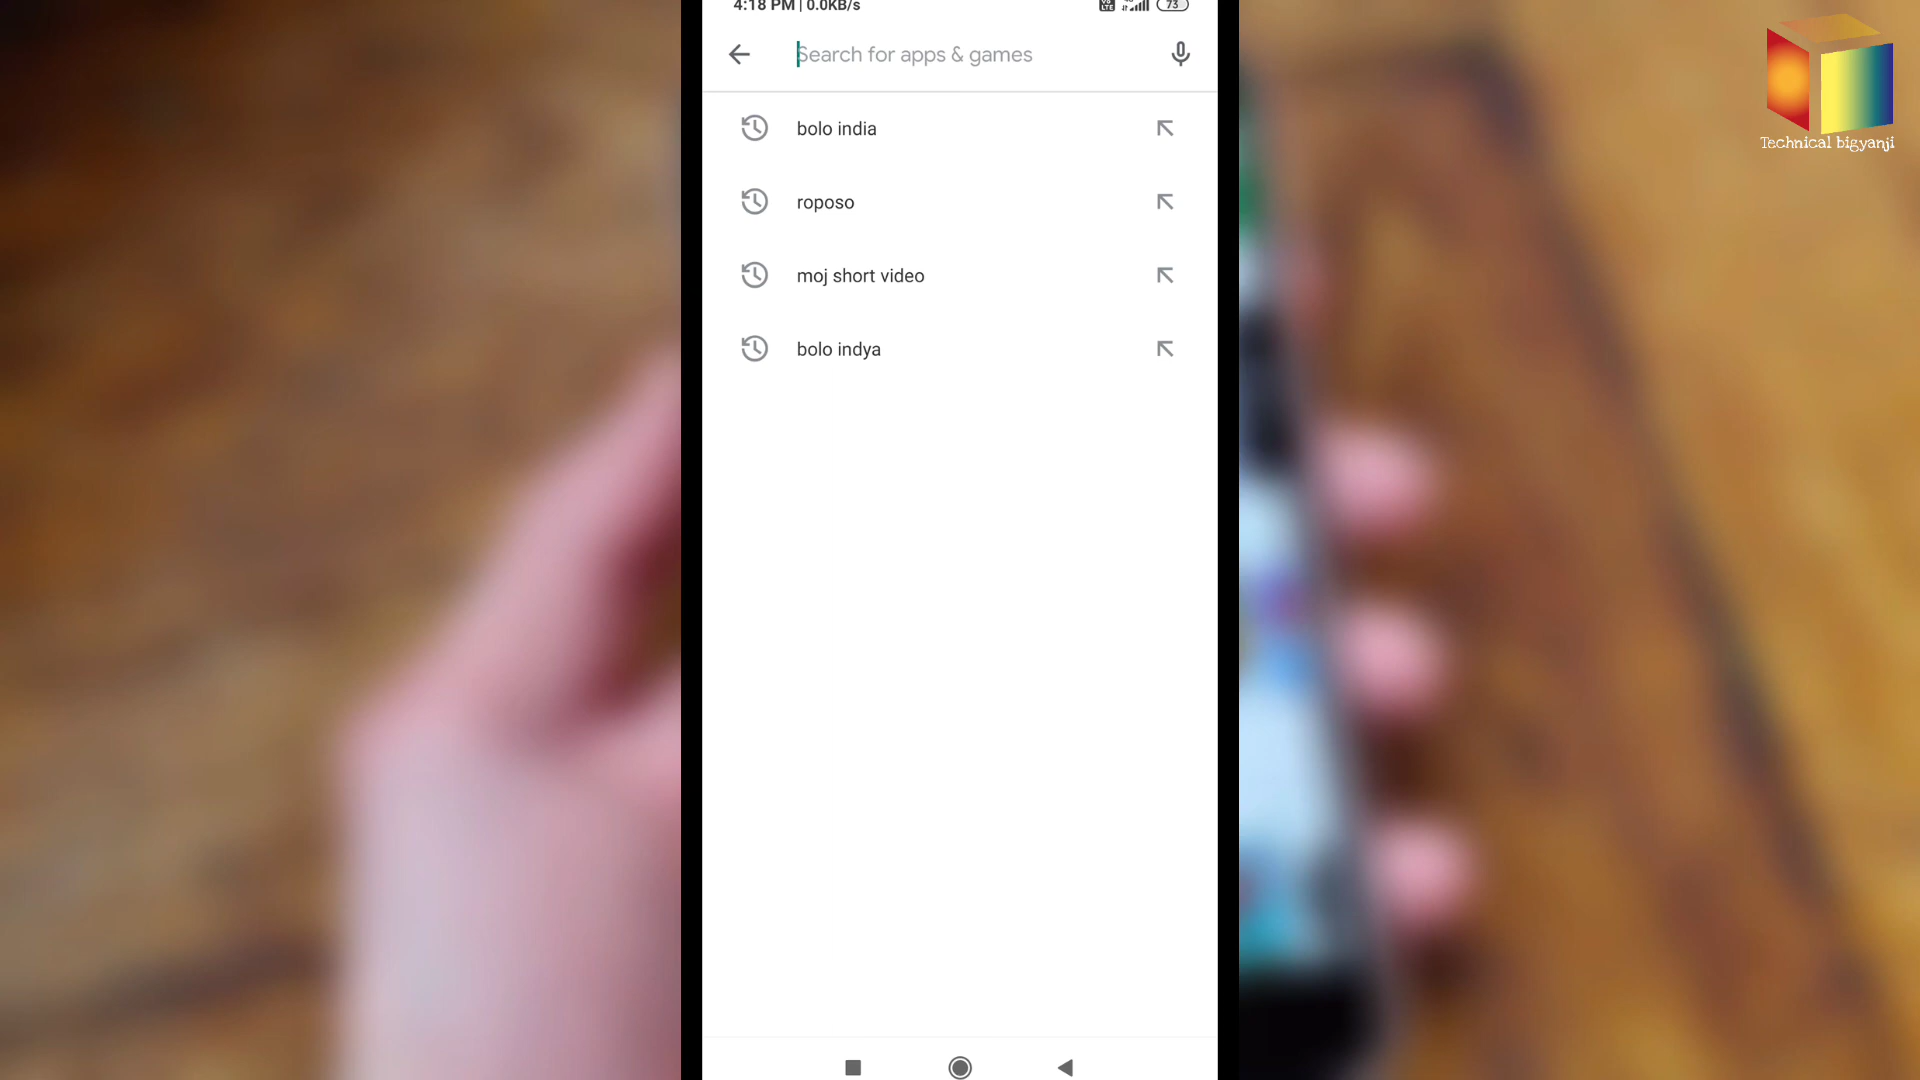 4:18 PM | 0.0KB/s
73
Search for apps & games
bolo india
roposo
moj short video
bolo indya
Technical bigyanji